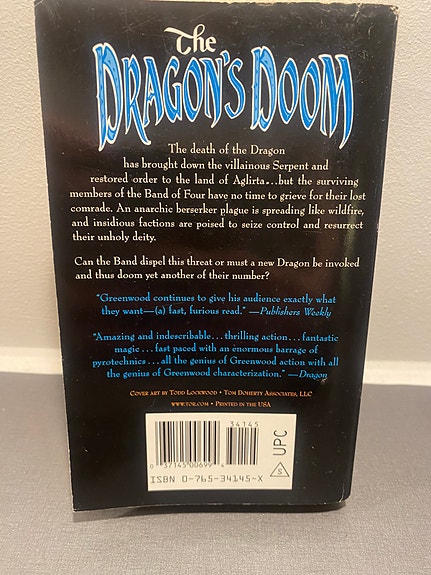 The
DRAGON'S DOOM
The death of the Dragon
has brought down the villainous Serpent and
restored order to the land of Aglirta...but the surviving
members of the Band of Four have no time to grieve for their lost
comrade. An anarchic berserker plague is spreading like wildfire,
and insidious factions are poised to seize control and resurrect
their unholy deity.
Can the Band dispel this threat or must a new Dragon be invoked
and thus doom yet another of their number?
"Greenwood continues to give his audience exactly what
they want—(a) fast, furious read." —Publishers Weekly
"Amazing and indescribable...thrilling action...fantastic
magic...fast paced with an enormous barrage of
pyrotechnics...all the genius of Greenwood action with all
the genius of Greenwood characterization." —Dragon
Cover art by Todd Lockwood • Tom Doherty Associates, LLC
www.tor.com • Printed in the USA
34145
UPC
S
0 37145 00699 4
ISBN 0-765-34145-X